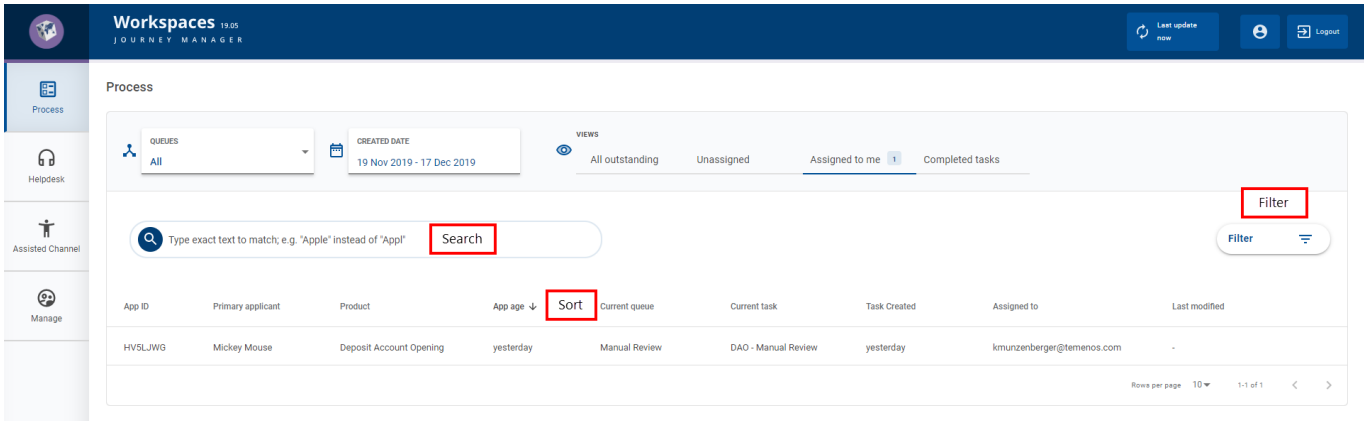 Workspaces 19.05
JOURNEY MANAGER
Last update
now
Logout
Process
Helpdesk
Assisted Channel
Manage
Process
QUEUES
All
CREATED DATE
19 Nov 2019 - 17 Dec 2019
VIEWS
All outstanding Unassigned Assigned to me 1 Completed tasks
Filter
Type exact text to match; e.g. "Apple" instead of "Appl" Search
Filter
App ID Primary applicant Product App age Sort Current queue Current task Task Created Assigned to Last modified
HV5LJWG Mickey Mouse Deposit Account Opening yesterday Manual Review DAO - Manual Review yesterday kmunzenberger@temenos.com -
Rows per page 10 1-1 of 1